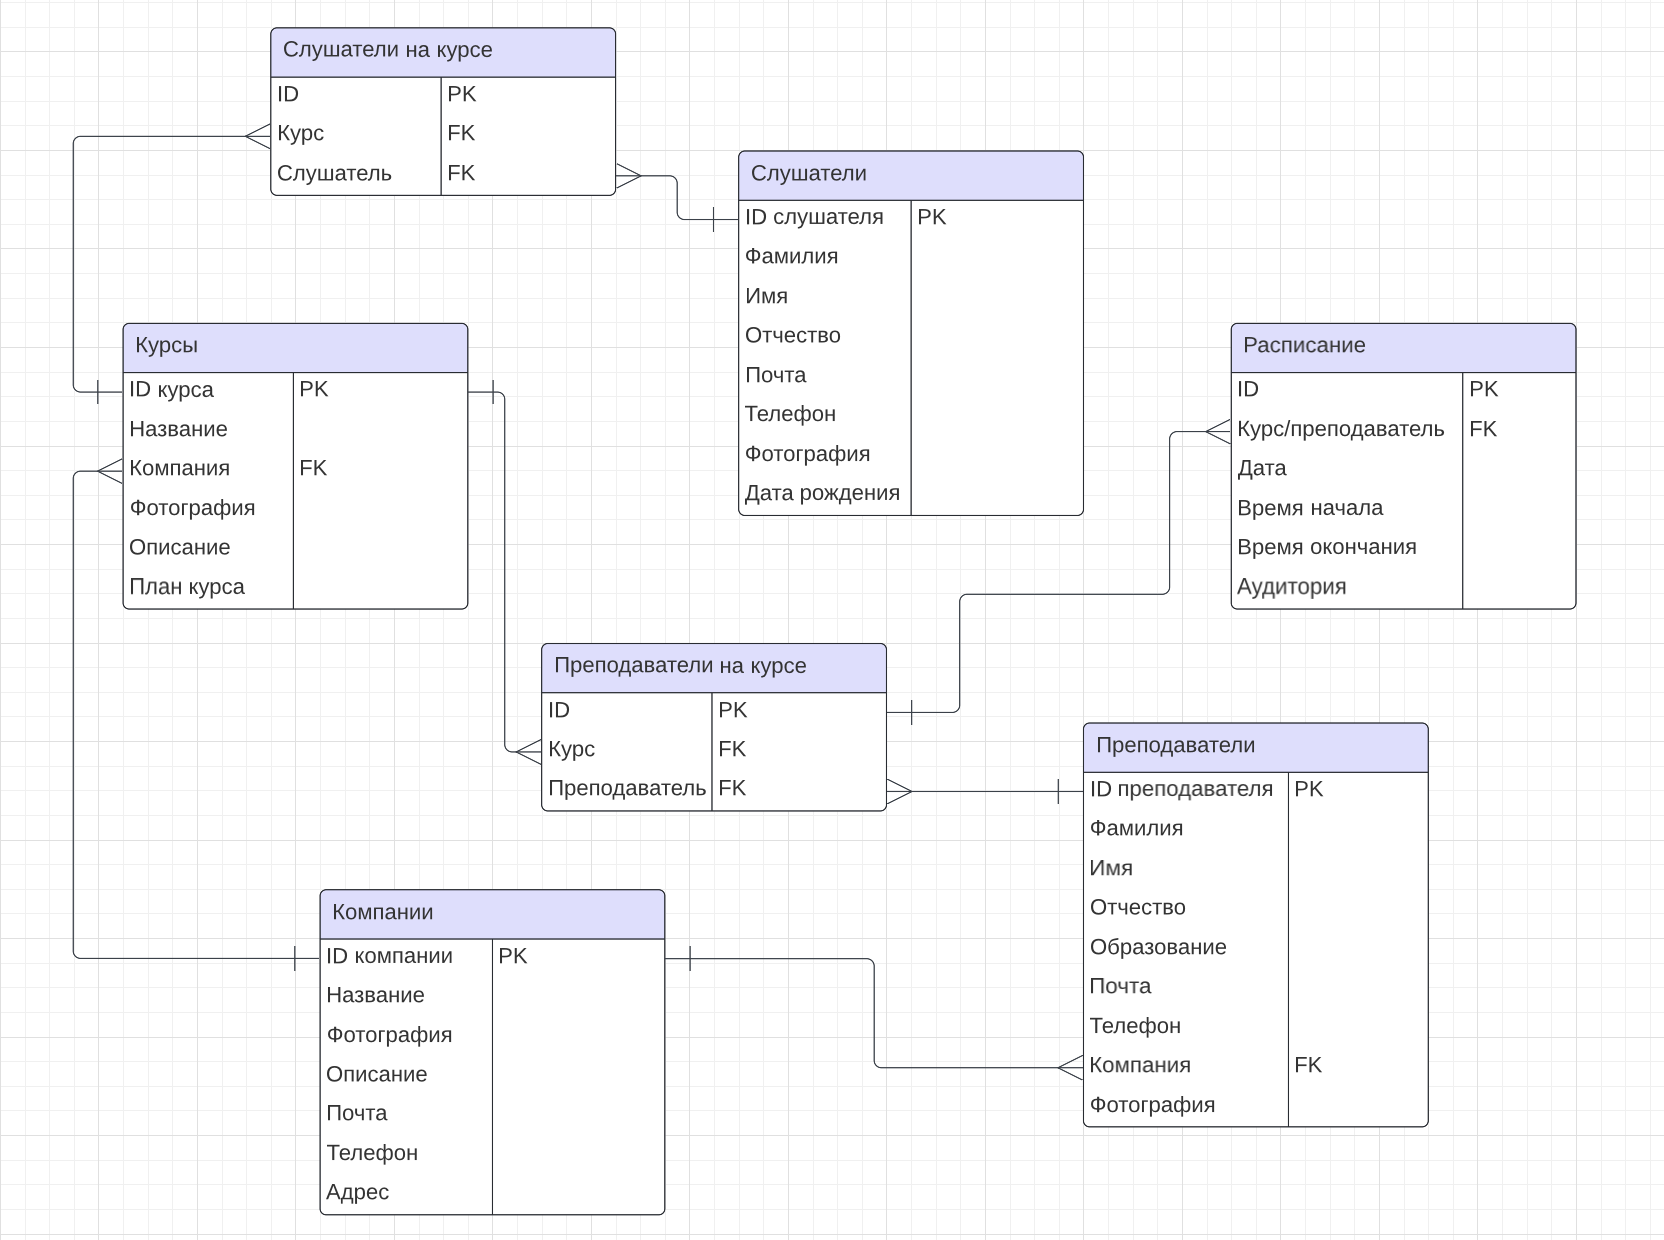 Слушатели на курсе
ID PK
Курс FK
Слушатель FK
Слушатели
ID слушателя PK
Фамилия
Имя
Отчество
Почта
Телефон
Фотография
Дата рождения
Курсы
ID курса PK
Название
Компания FK
Фотография
Описание
План курса
Расписание
ID PK
Курс/преподаватель FK
Дата
Время начала
Время окончания
Аудитория
Преподаватели на курсе
ID PK
Курс FK
Преподаватель FK
Преподаватели
ID преподавателя PK
Фамилия
Имя
Отчество
Образование
Почта
Телефон
Компания FK
Фотография
Компании
ID компании PK
Название
Фотография
Описание
Почта
Телефон
Адрес